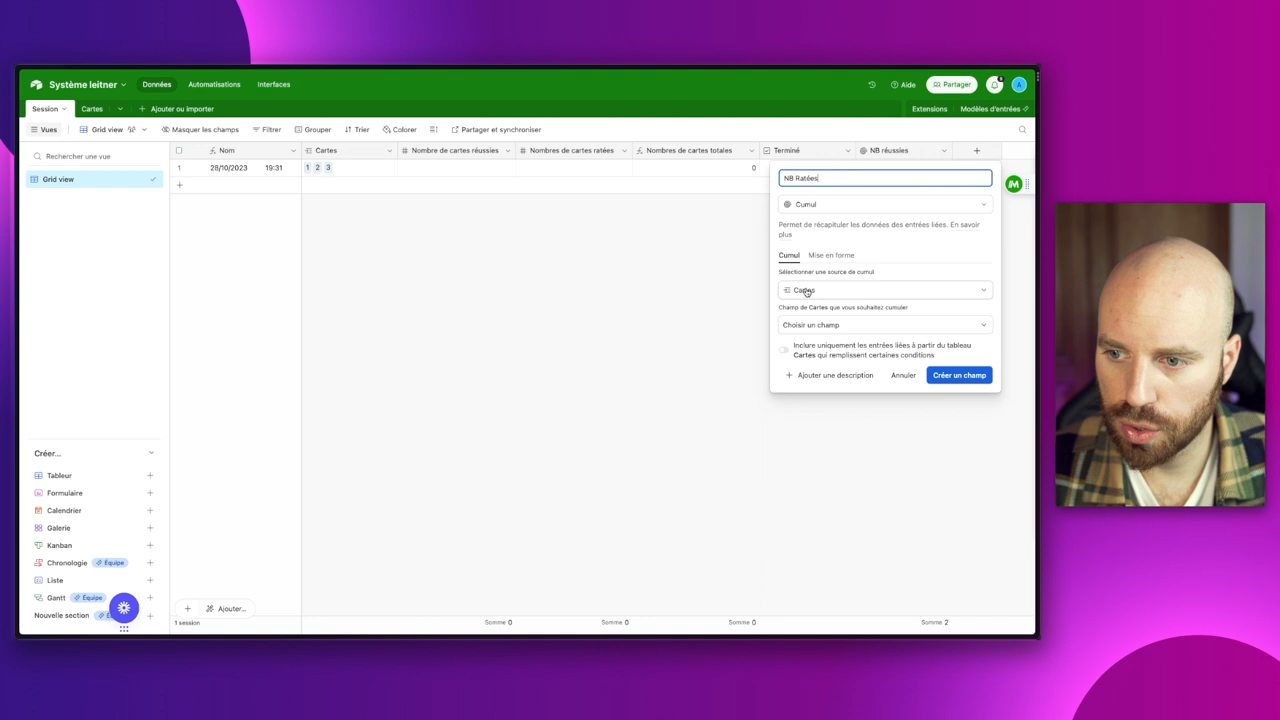 Système leitner
Données
Automatisations
Interfaces
Aide
Partager
A
Session
Cartes
Ajouter ou importer
Extensions
Modèles d'entrées
Vues
Grid view
Masquer les champs
Filtrer
Grouper
Trier
Colorer
Partager et synchroniser
Rechercher une vue
Grid view
Nom
Cartes
Nombre de cartes réussies
Nombres de cartes ratées
Nombres de cartes totales
Terminé
NB réussies
1
28/10/2023 19:31
1 2 3
0
NB Ratées
Cumul
Permet de récapituler les données des entrées liées. En savoir
plus
Cumul
Mise en forme
Sélectionner une source de cumul
Cartes
Champ de Cartes que vous souhaitez cumuler
Choisir un champ
Inclure uniquement les entrées liées à partir du tableau
Cartes qui remplissent certaines conditions
Ajouter une description
Annuler
Créer un champ
Créer...
Tableur
Formulaire
Calendrier
Galerie
Kanban
Chronologie
Équipe
Liste
Gantt
Équipe
Nouvelle section
Ajouter...
1 session
Somme 0
Somme 0
Somme 0
Somme 2